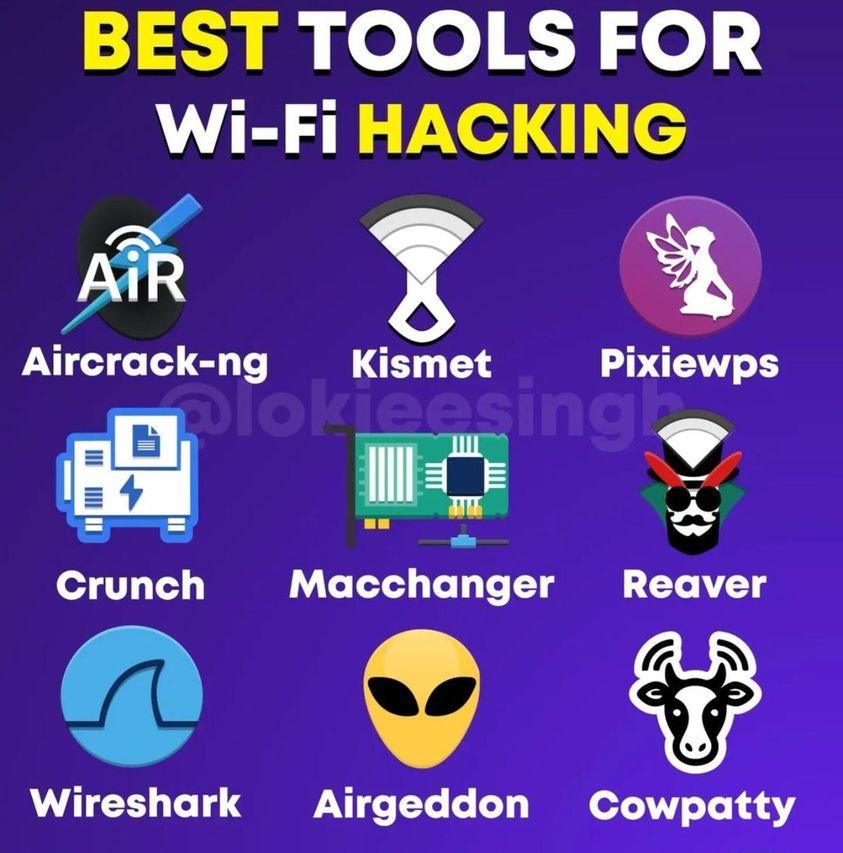 BEST TOOLS FOR
Wi-Fi HACKING
AiR
Aircrack-ng
Kismet
Pixiewps
@lokieesingh
Crunch
Macchanger
Reaver
Wireshark
Airgeddon
Cowpatty